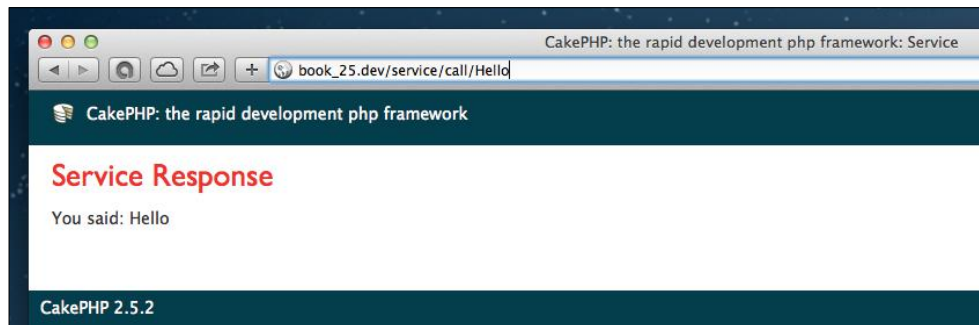 CakePHP: the rapid development php framework: Service
book_25.dev/service/call/Hello
CakePHP: the rapid development php framework
Service Response
You said: Hello
CakePHP 2.5.2